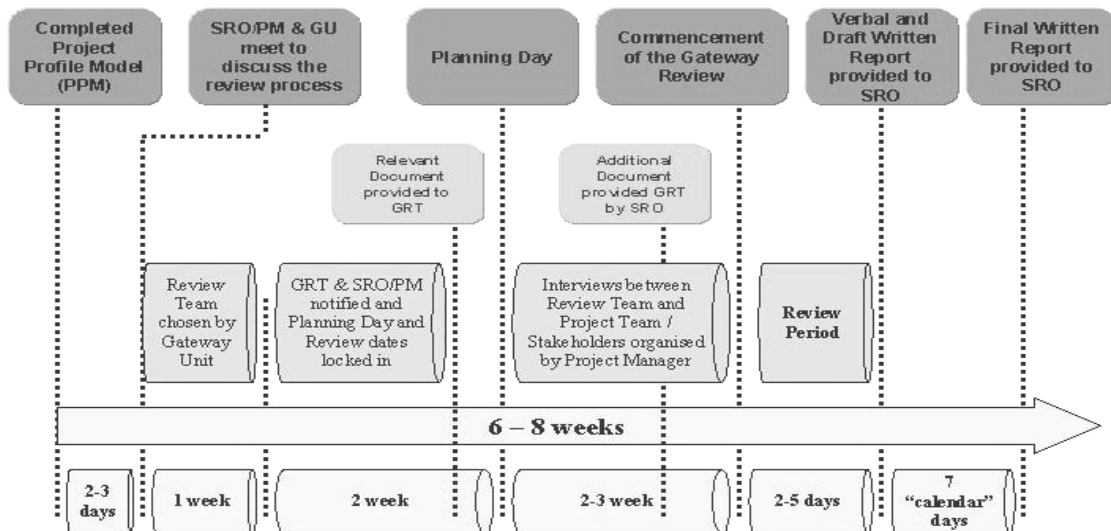 Completed
Project
Profile Model
(PPM)
SRO/PM & GU
meet to
discuss the
review process
Planning Day
Commencement
of the Gateway
Review
Verbal and
Draft Written
Report
provided to
SRO
Final Written
Report
provided to
SRO
Relevant
Document
provided to
GRT
Additional
Document
provided GRT
by SRO
Review
Team
chosen by
Gateway
Unit
GRT & SRO/PM
notified and
Planning Day and
Review dates
locked in
Interviews between
Review Team and
Project Team /
Stakeholders organised
by Project Manager
Review
Period
6 – 8 weeks
2-3
days
1 week
2 week
2-3 week
2-5 days
7
“calendar”
days